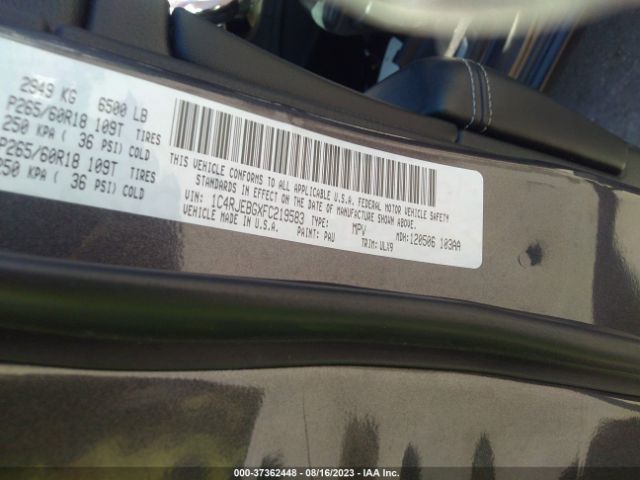 2949 KG 6500 LB
P265/60R18 109T TIRES
250 KPA ( 36 PSI) COLD
P265/60R18 109T TIRES
250 KPA ( 36 PSI) COLD
THIS VEHICLE CONFORMS TO ALL APPLICABLE U.S.A. FEDERAL MOTOR VEHICLE SAFETY
STANDARDS IN EFFECT ON THE DATE OF MANUFACTURE SHOWN ABOVE.
VIN: 1C4RJEBGXFC219583 TYPE: MPV MDH: 120506 103AA
VEHICLE MADE IN U.S.A. PAINT: PAU TRIM: VLX9
000-37362448 - 08/16/2023 - IAA Inc.